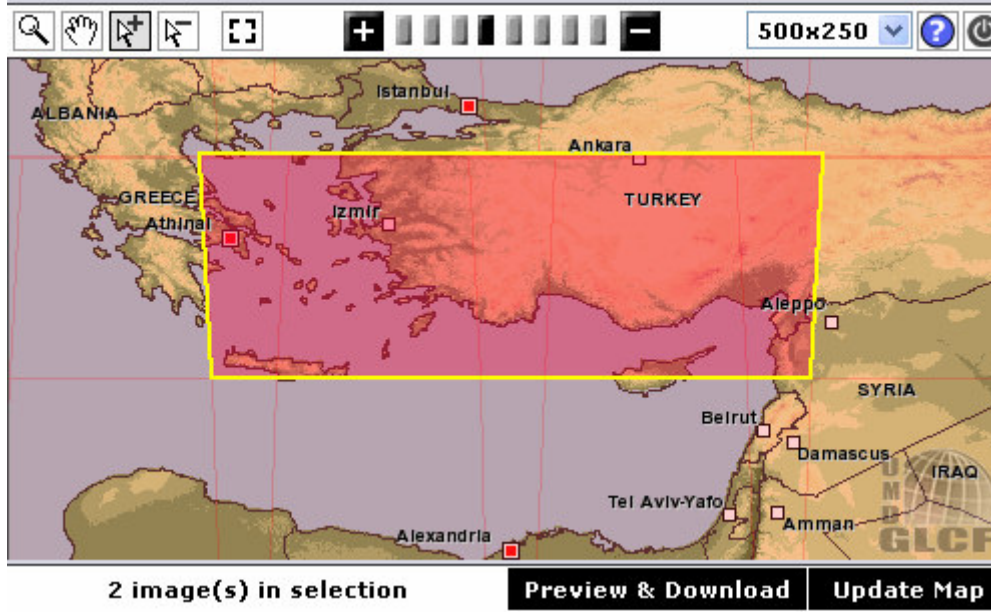 500x250
Istanbul
ALBANIA
Ankara
GREECE
TURKEY
Izmir
Athinai
Aleppo
SYRIA
Beirut
Damascus
IRAQ
Tel Aviv-Yafo
Amman
Alexandria
UMD
GLCF
2 image(s) in selection
Preview & Download
Update Map